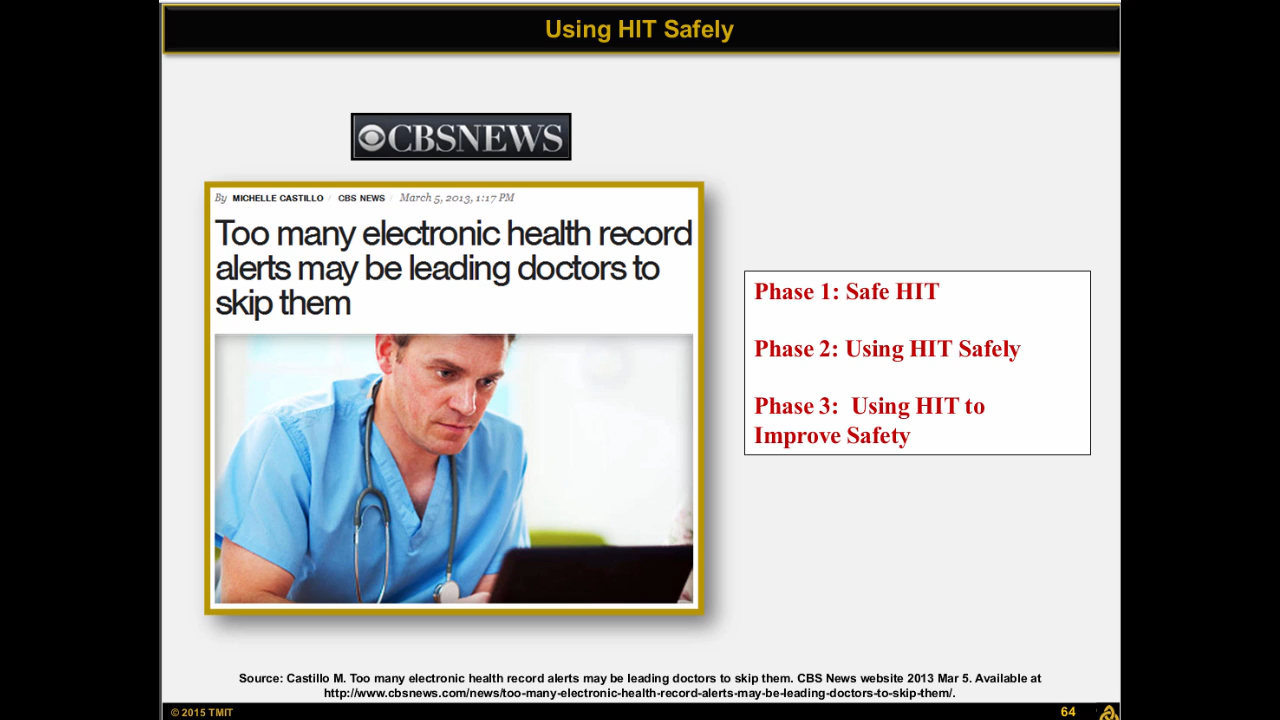 Using HIT Safely
CBSNEWS
By MICHELLE CASTILLO / CBS NEWS / March 5, 2013, 1:17 PM
Too many electronic health record
alerts may be leading doctors to
skip them
Phase 1: Safe HIT
Phase 2: Using HIT Safely
Phase 3:  Using HIT to
Improve Safety
Source: Castillo M. Too many electronic health record alerts may be leading doctors to skip them. CBS News website 2013 Mar 5. Available at
http://www.cbsnews.com/news/too-many-electronic-health-record-alerts-may-be-leading-doctors-to-skip-them/.
© 2015 TMIT
64